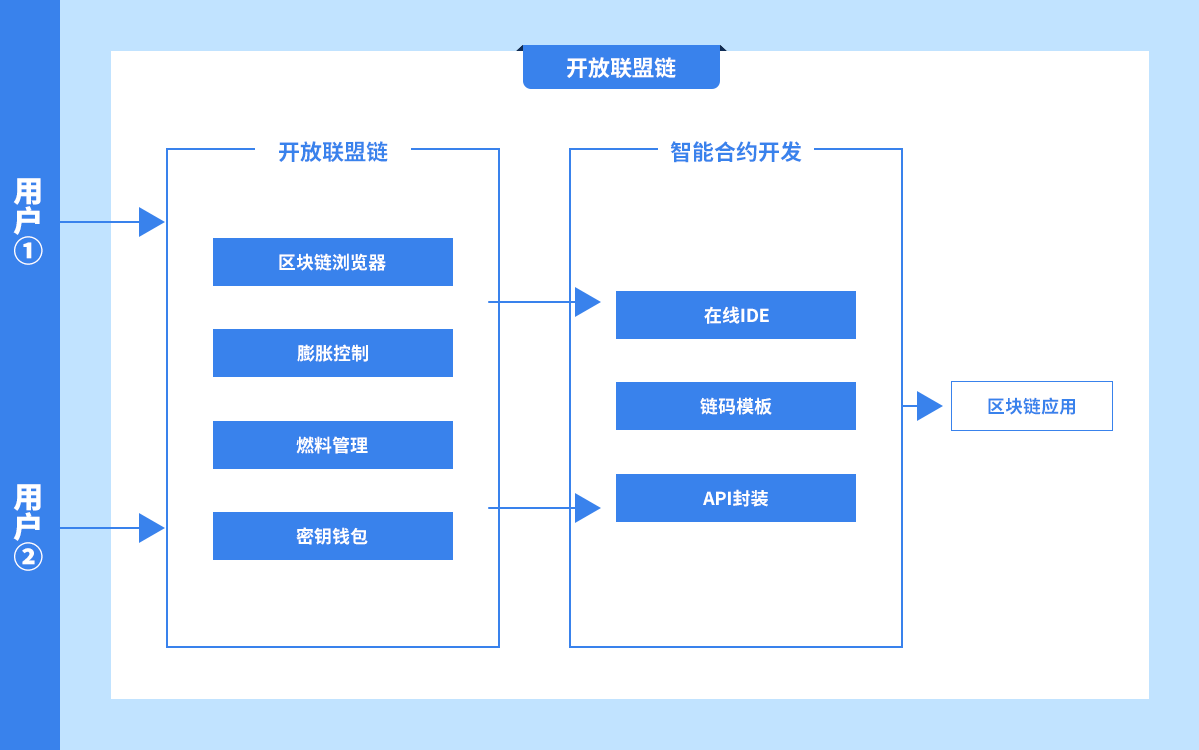 开放联盟链
用户①
用户②
开放联盟链
区块链浏览器
膨胀控制
燃料管理
密钥钱包
智能合约开发
在线IDE
链码模板
API封装
区块链应用